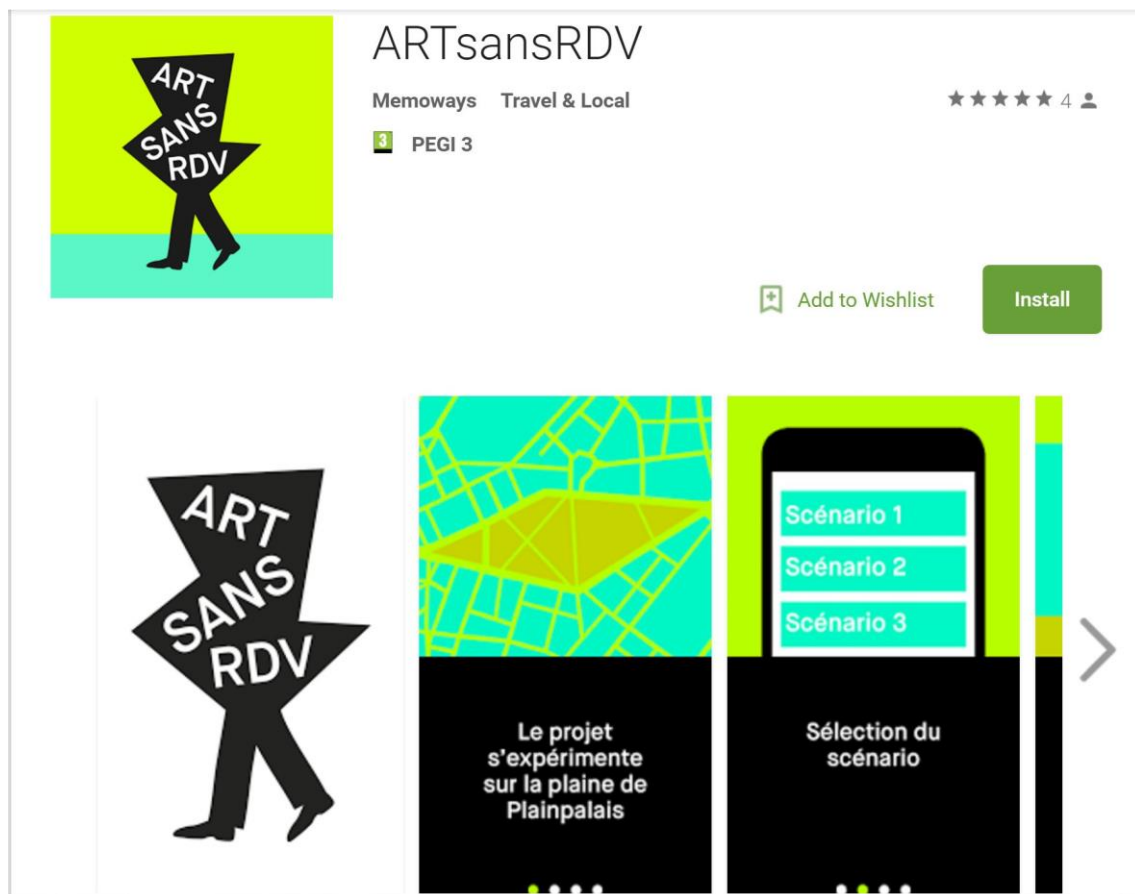 ART
SANS
RDV
ARTsansRDV
Memoways Travel & Local
4
3 PEGI 3
Add to Wishlist
Install
ART
SANS
RDV
Le projet
s'expérimente
sur la plaine de
Plainpalais
Scénario 1
Scénario 2
Scénario 3
Sélection du
scénario